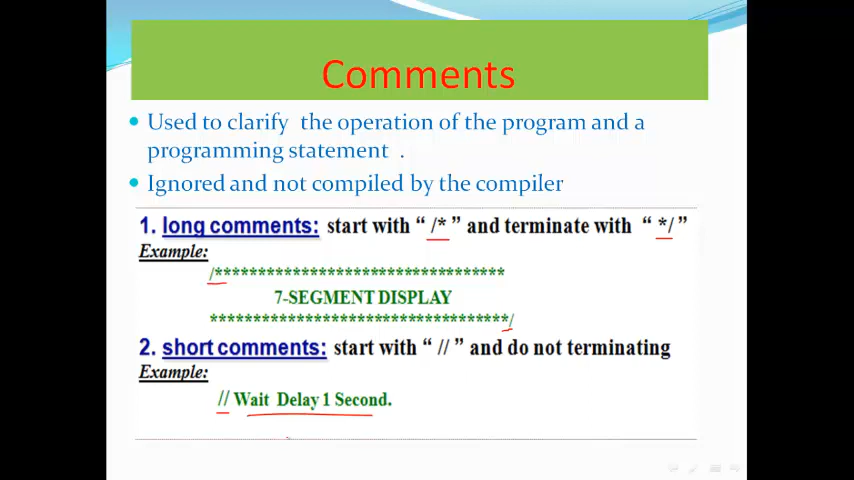 Comments
Used to clarify the operation of the program and a
programming statement .
Ignored and not compiled by the compiler
1. long comments: start with “ /* ” and terminate with “ */ ”
Example:
/*********************************
7-SEGMENT DISPLAY
**********************************/
2. short comments: start with “ // ” and do not terminating
Example:
// Wait Delay 1 Second.